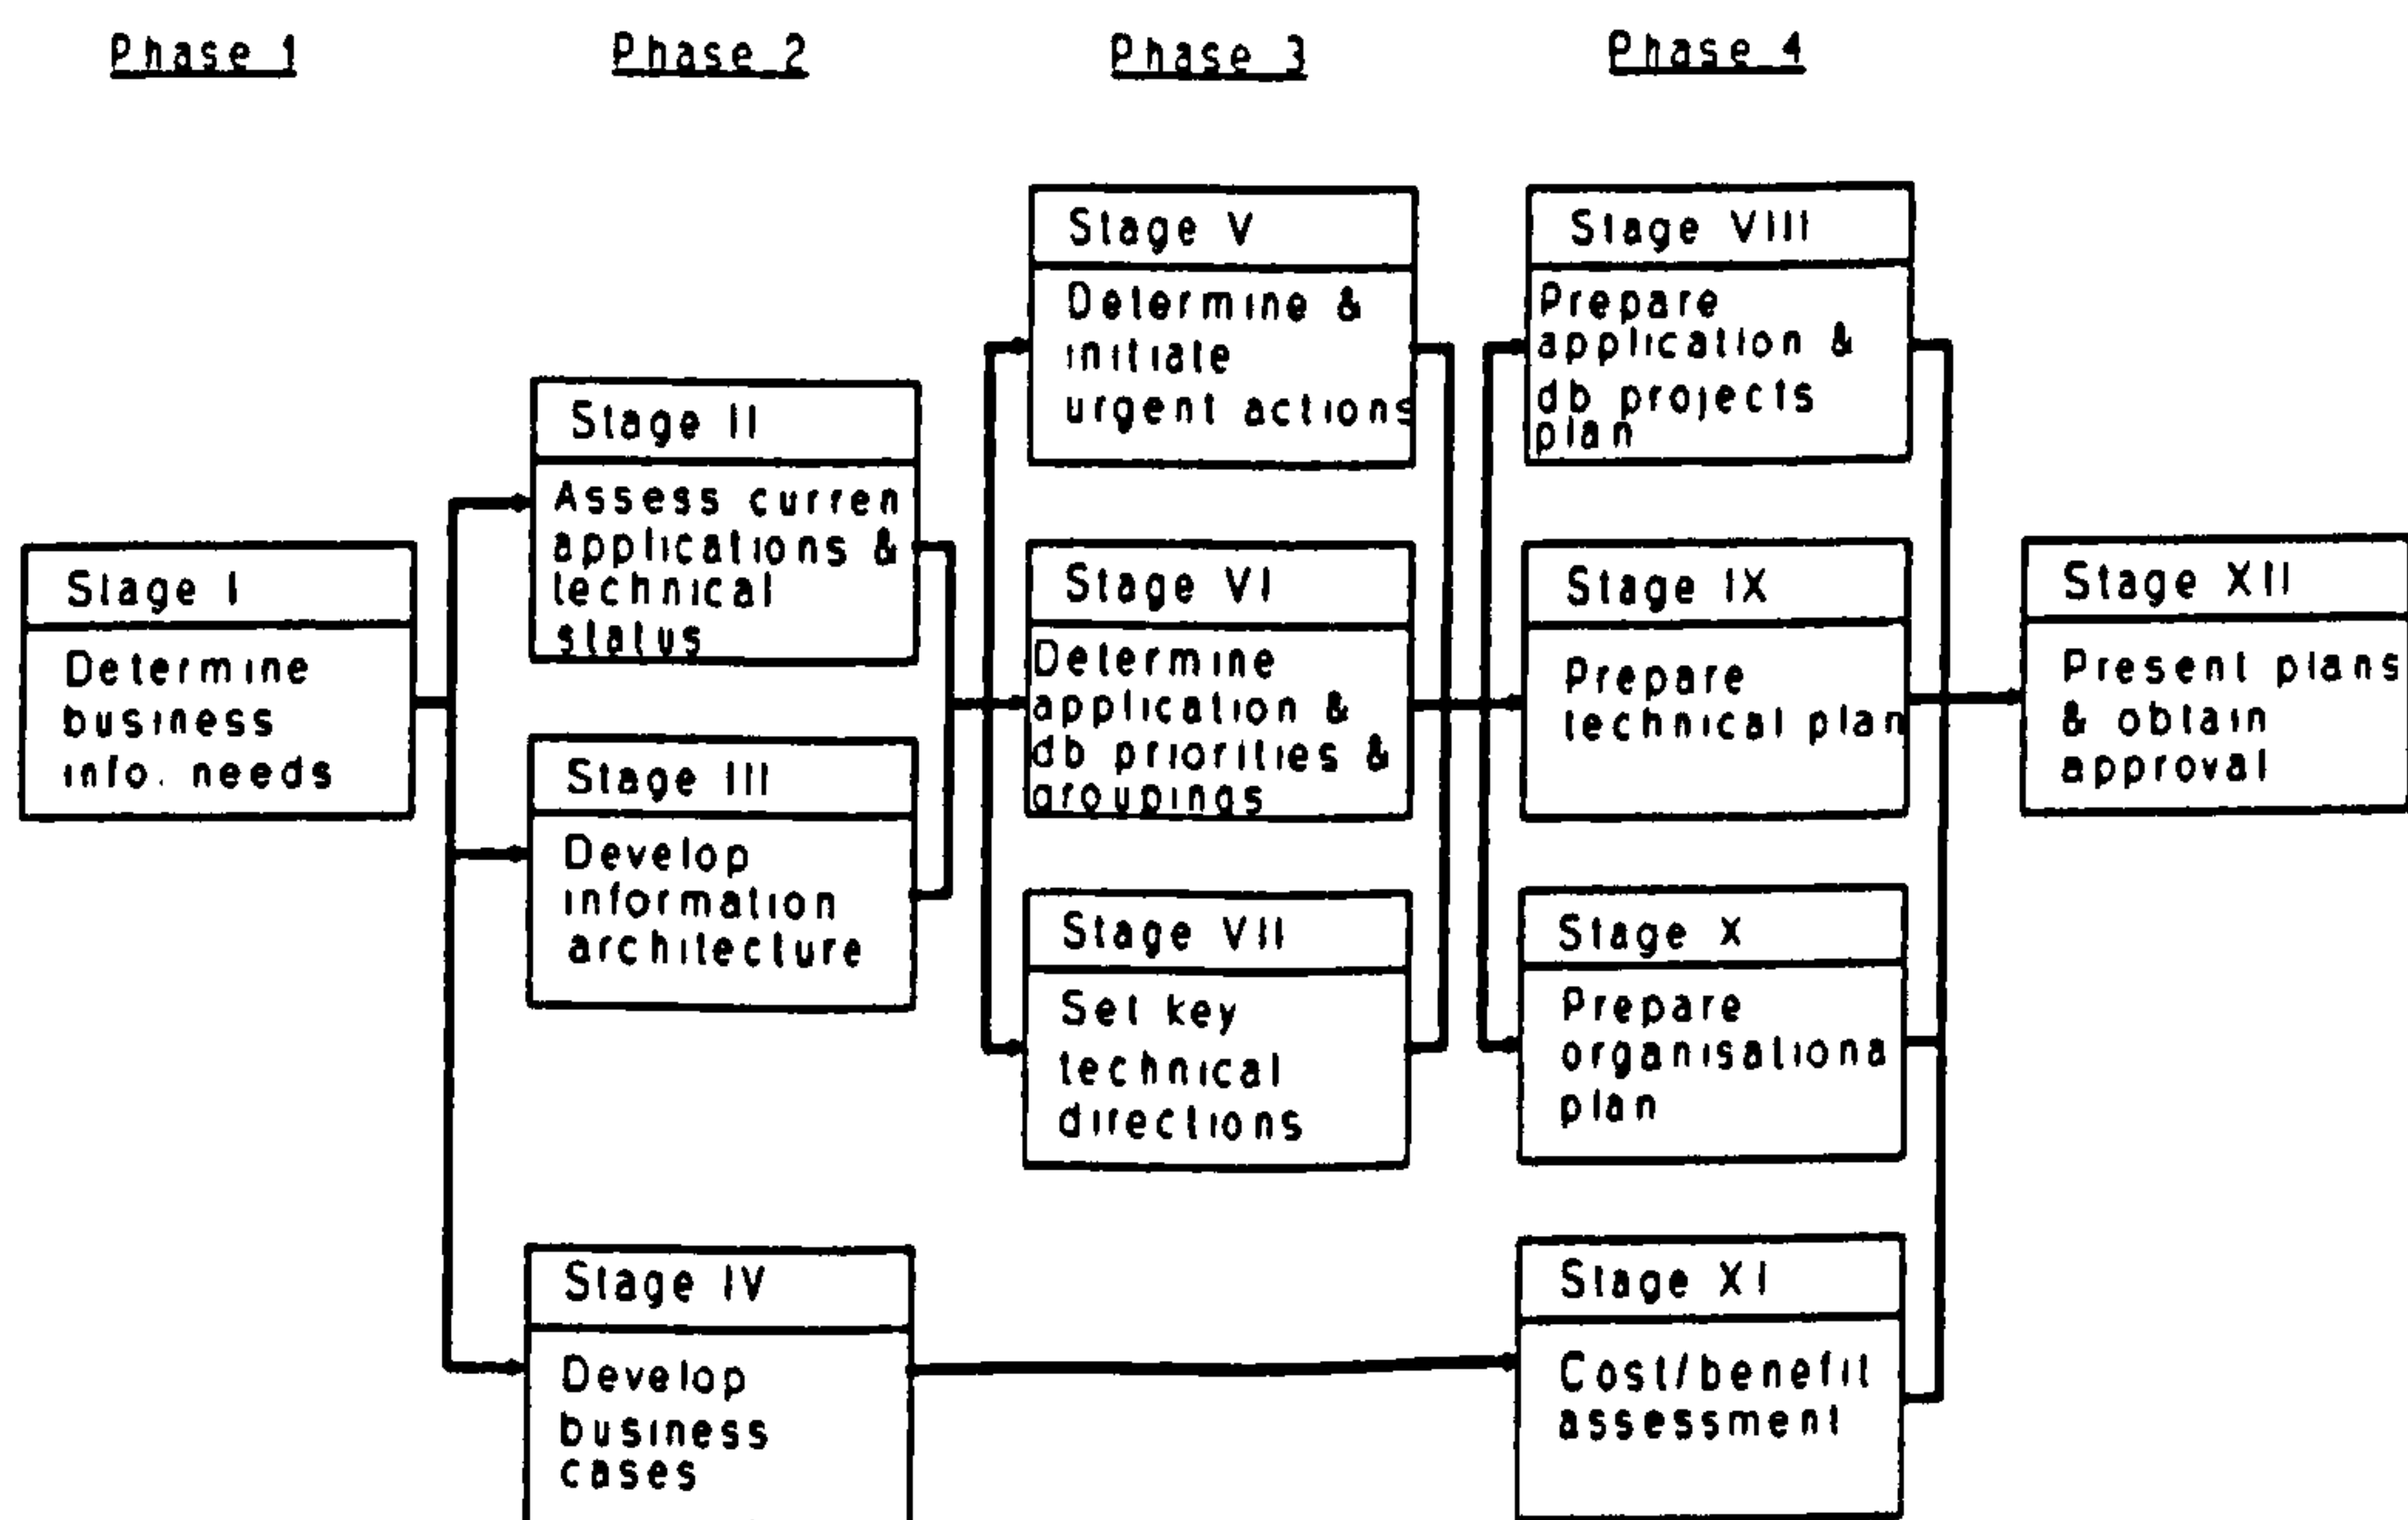 Phase 1
Phase 2
Phase 3
Phase 4
Stage I
Determine
business
info. needs
Stage II
Assess curren
applications &
technical
status
Stage III
Develop
information
architecture
Stage IV
Develop
business
cases
Stage V
Determine &
initiate
urgent actions
Stage VI
Determine
application &
db priorities &
groupings
Stage VII
Set key
technical
directions
Stage VIII
Prepare
application &
db projects
plan
Stage IX
Prepare
technical plan
Stage X
Prepare
organisationa
plan
Stage XI
Cost/benefit
assessment
Stage XII
Present plans
& obtain
approval